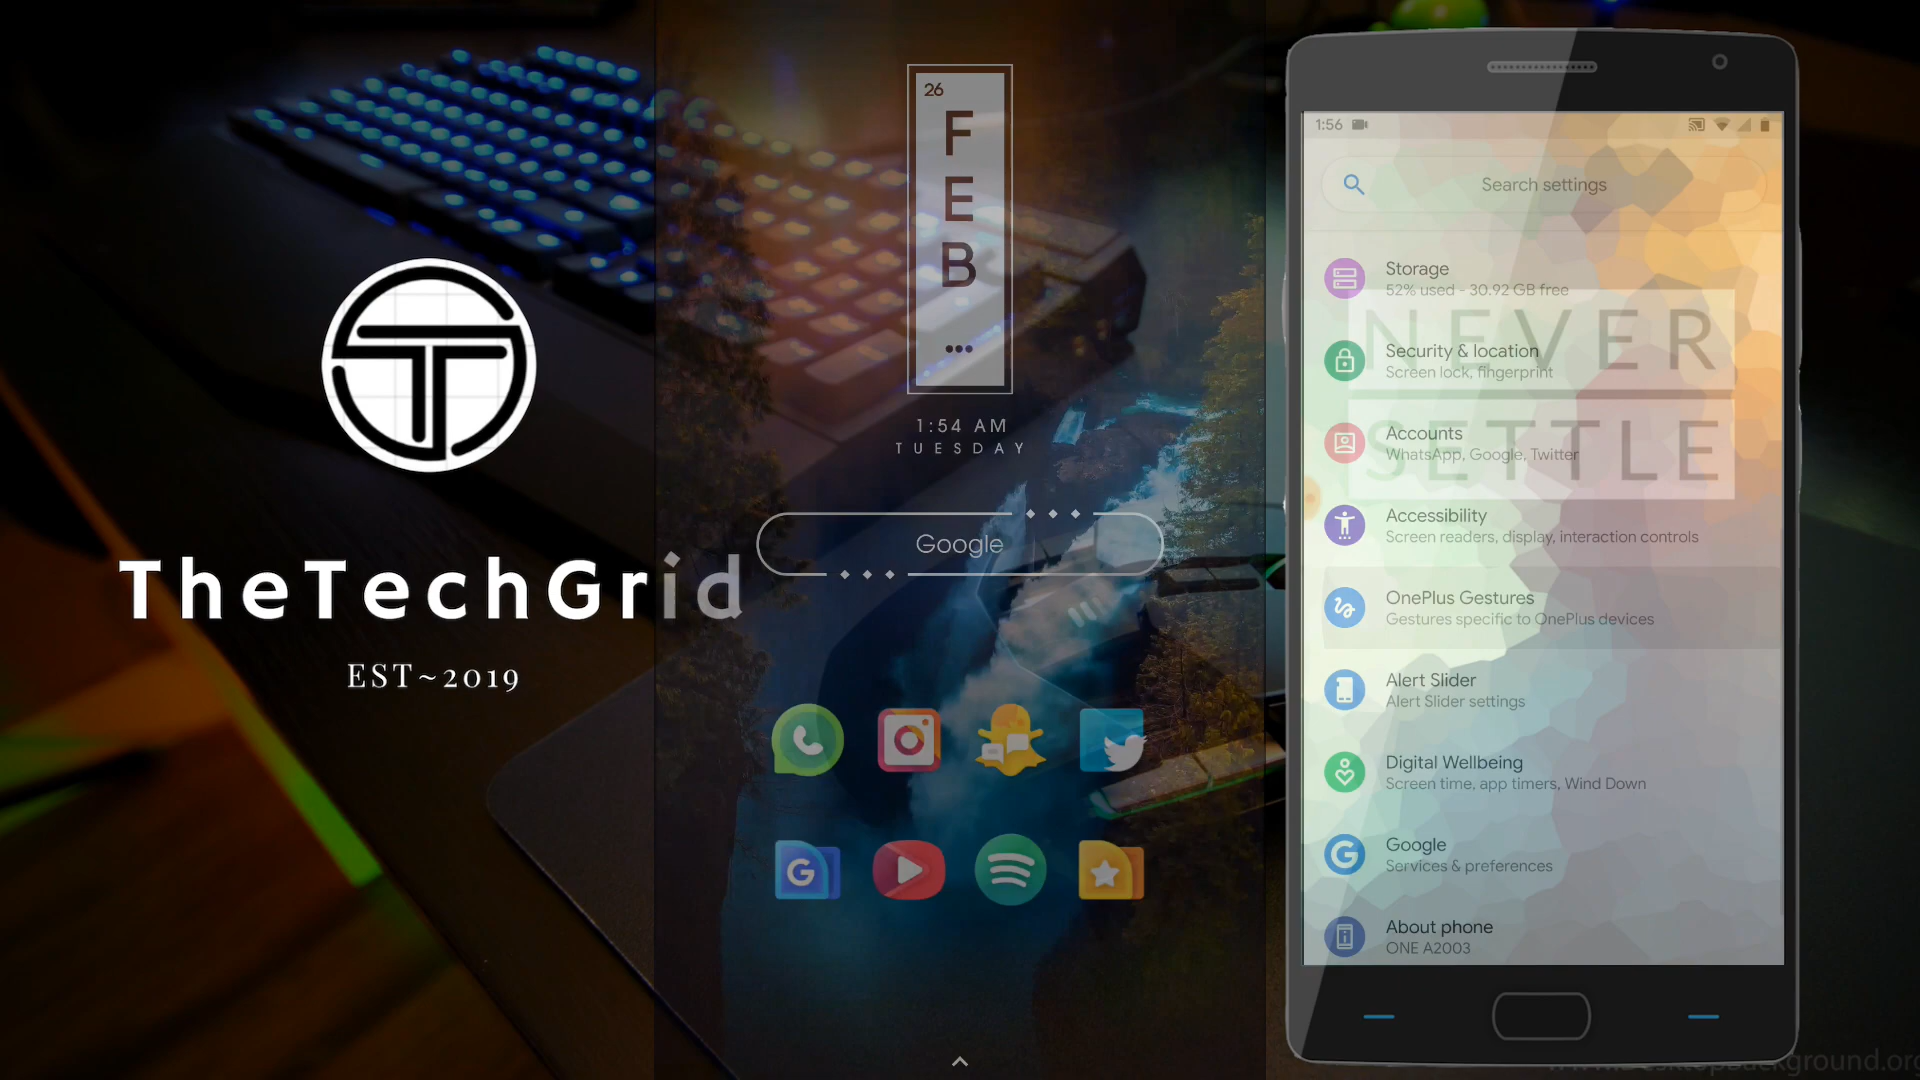 TheTechGrid
EST~2019
26
F
E
B
1:54 AM
TUESDAY
Google
1:56
Search settings
Storage
52% used - 30.92 GB free
NEVER
Security & location
Screen lock, fingerprint
SETTLE
Accounts
WhatsApp, Google, Twitter
Accessibility
Screen readers, display, interaction controls
OnePlus Gestures
Gestures specific to OnePlus devices
Alert Slider
Alert Slider settings
Digital Wellbeing
Screen time, app timers, Wind Down
Google
Services & preferences
About phone
ONE A2003